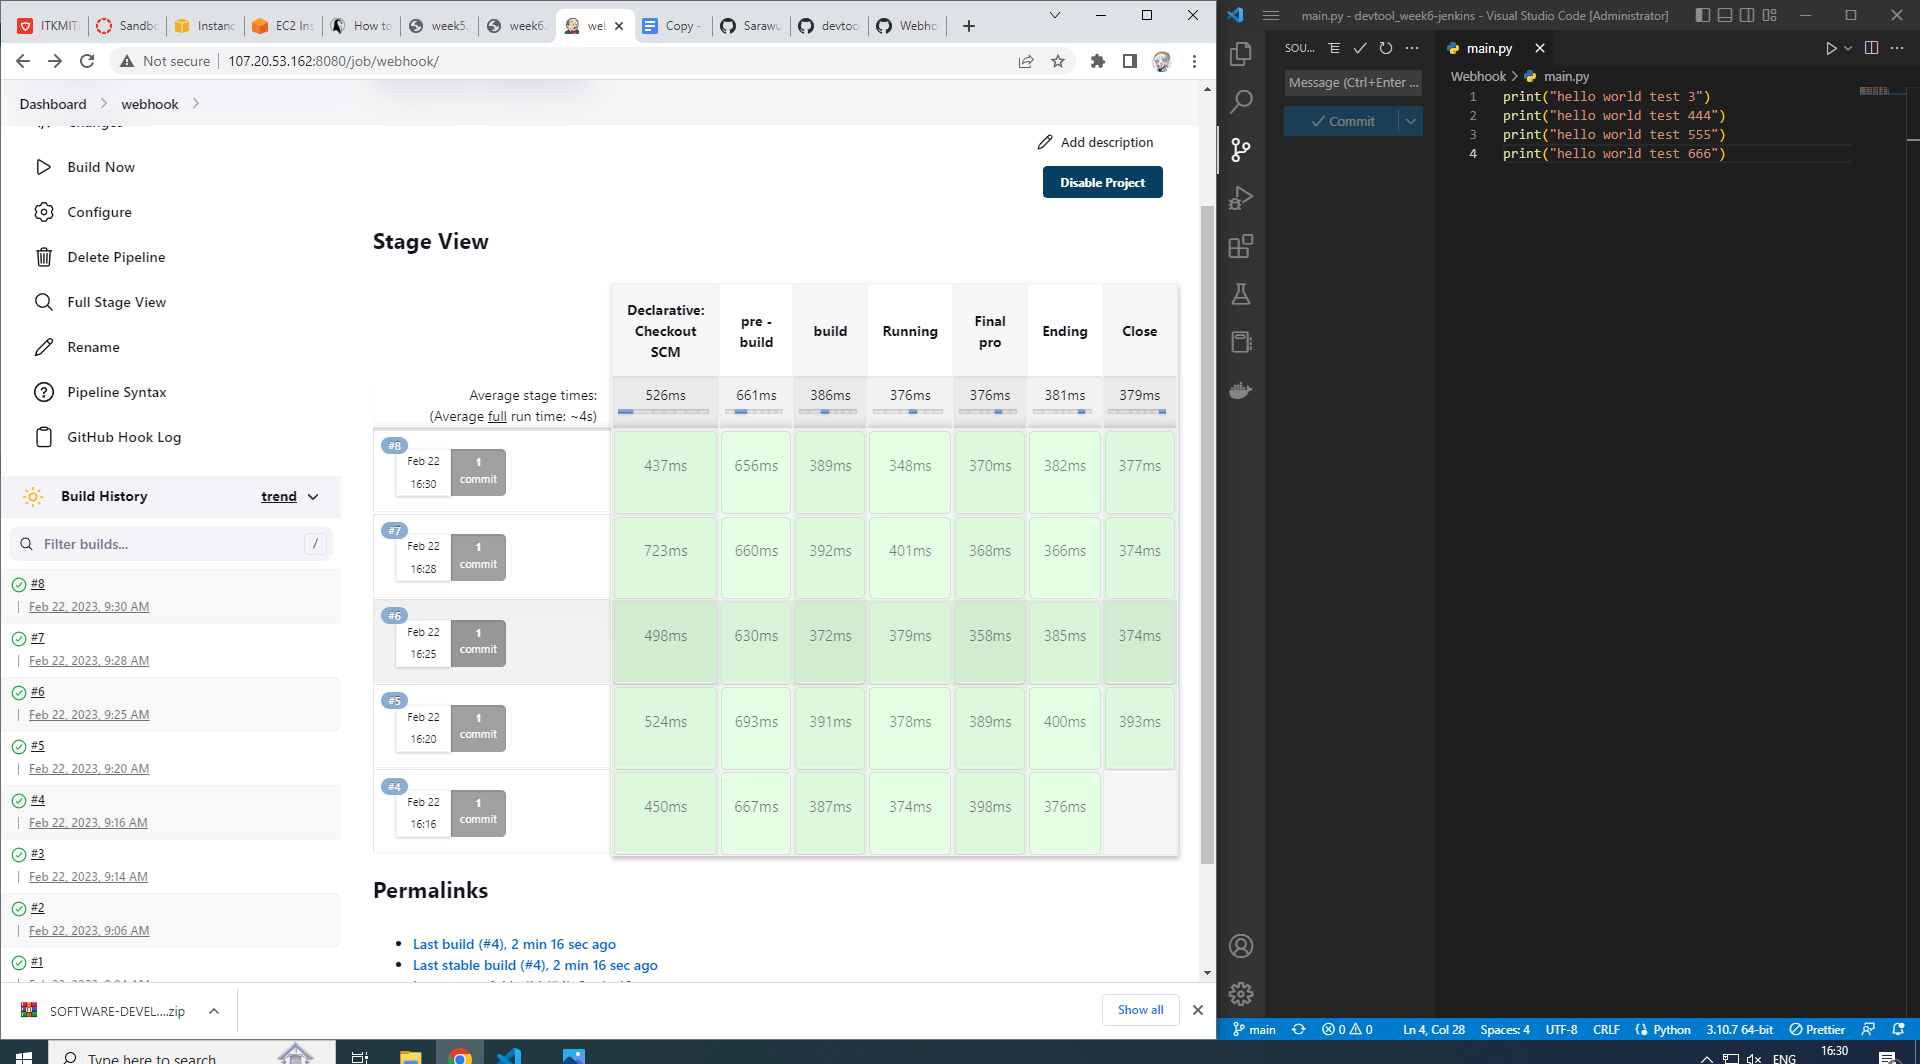 ITKMIT
Sandbo
Instanc
EC2 Ins
How to
week5.
week6.
wel
Copy -
Sarawu
devtoo
Webho
Not secure
107.20.53.162:8080/job/webhook/
Dashboard
webhook
Changes
Build Now
Configure
Delete Pipeline
Full Stage View
Rename
Pipeline Syntax
GitHub Hook Log
Build History
trend
Filter builds...
/
#8
Feb 22, 2023, 9:30 AM
#7
Feb 22, 2023, 9:28 AM
#6
Feb 22, 2023, 9:25 AM
#5
Feb 22, 2023, 9:20 AM
#4
Feb 22, 2023, 9:16 AM
#3
Feb 22, 2023, 9:14 AM
#2
Feb 22, 2023, 9:06 AM
#1
Add description
Disable Project
Stage View
Declarative: Checkout SCM
pre - build
build
Running
Final pro
Ending
Close
Average stage times:
(Average full run time: ~4s)
526ms 661ms 386ms 376ms 376ms 381ms 379ms
#8
Feb 22 16:30 1 commit
437ms 656ms 389ms 348ms 370ms 382ms 377ms
#7
Feb 22 16:28 1 commit
723ms 660ms 392ms 401ms 368ms 366ms 374ms
#6
Feb 22 16:25 1 commit
498ms 630ms 372ms 379ms 358ms 385ms 374ms
#5
Feb 22 16:20 1 commit
524ms 693ms 391ms 378ms 389ms 400ms 393ms
#4
Feb 22 16:16 1 commit
450ms 667ms 387ms 374ms 398ms 376ms
Permalinks
Last build (#4), 2 min 16 sec ago
Last stable build (#4), 2 min 16 sec ago
SOFTWARE-DEVEL....zip
Show all
main.py - devtool_week6-jenkins - Visual Studio Code [Administrator]
SOU...
main.py
Message (Ctrl+Enter ...
Commit
Webhook > main.py
1 print("hello world test 3")
2 print("hello world test 444")
3 print("hello world test 555")
4 print("hello world test 666")
main
0
0
Ln 4, Col 28
Spaces: 4
UTF-8
CRLF
Python
3.10.7 64-bit
Prettier
Type here to search
ENG
16:30